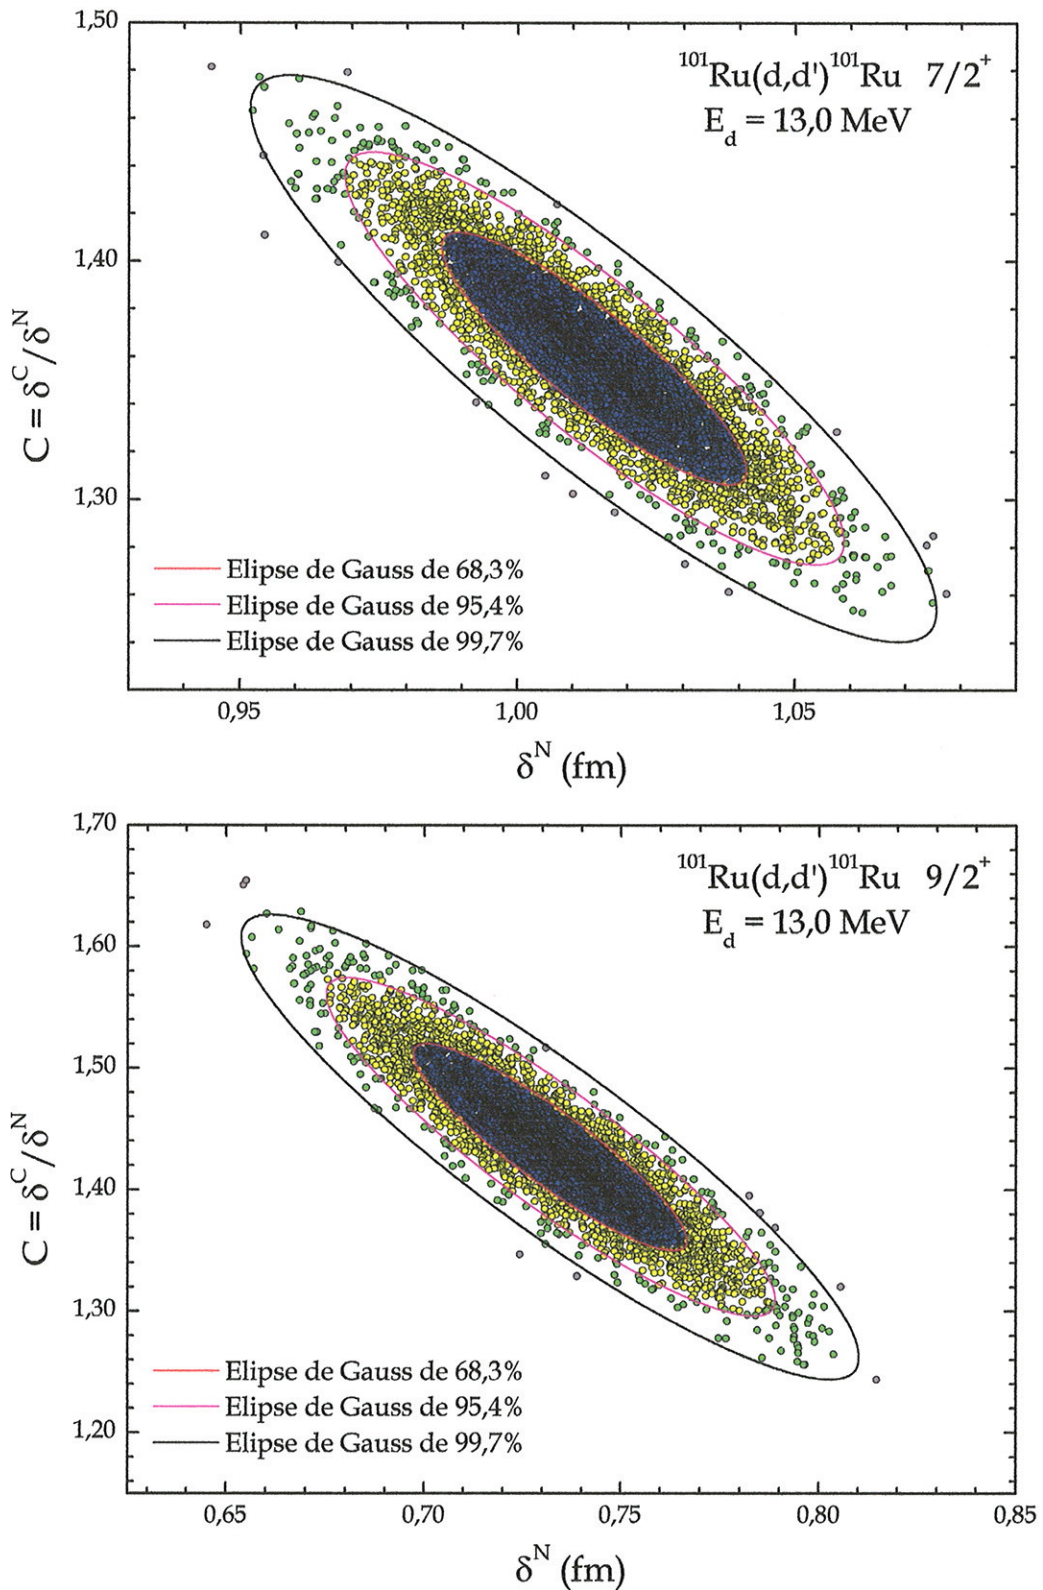 1,50
1,40
1,30
C = δ^C/δ^N
¹⁰¹Ru(d,d')¹⁰¹Ru 7/2⁺
E_d = 13,0 MeV
Elipse de Gauss de 68,3%
Elipse de Gauss de 95,4%
Elipse de Gauss de 99,7%
0,95 1,00 1,05
δ^N (fm)
1,70
1,60
1,50
1,40
1,30
1,20
C = δ^C/δ^N
¹⁰¹Ru(d,d')¹⁰¹Ru 9/2⁺
E_d = 13,0 MeV
Elipse de Gauss de 68,3%
Elipse de Gauss de 95,4%
Elipse de Gauss de 99,7%
0,65 0,70 0,75 0,80 0,85
δ^N (fm)